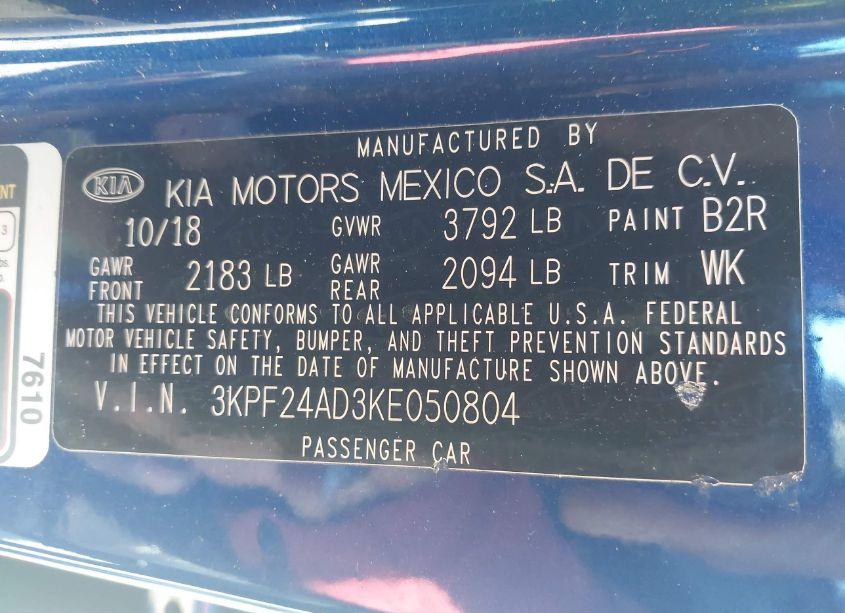 MANUFACTURED BY
KIA KIA MOTORS MEXICO S.A. DE C.V.
10/18 GVWR 3792 LB PAINT B2R
GAWR FRONT 2183 LB GAWR REAR 2094 LB TRIM WK
THIS VEHICLE CONFORMS TO ALL APPLICABLE U.S.A. FEDERAL
MOTOR VEHICLE SAFETY, BUMPER, AND THEFT PREVENTION STANDARDS
IN EFFECT ON THE DATE OF MANUFACTURE SHOWN ABOVE.
V.I.N. 3KPF24AD3KE050804
PASSENGER CAR
7610
3